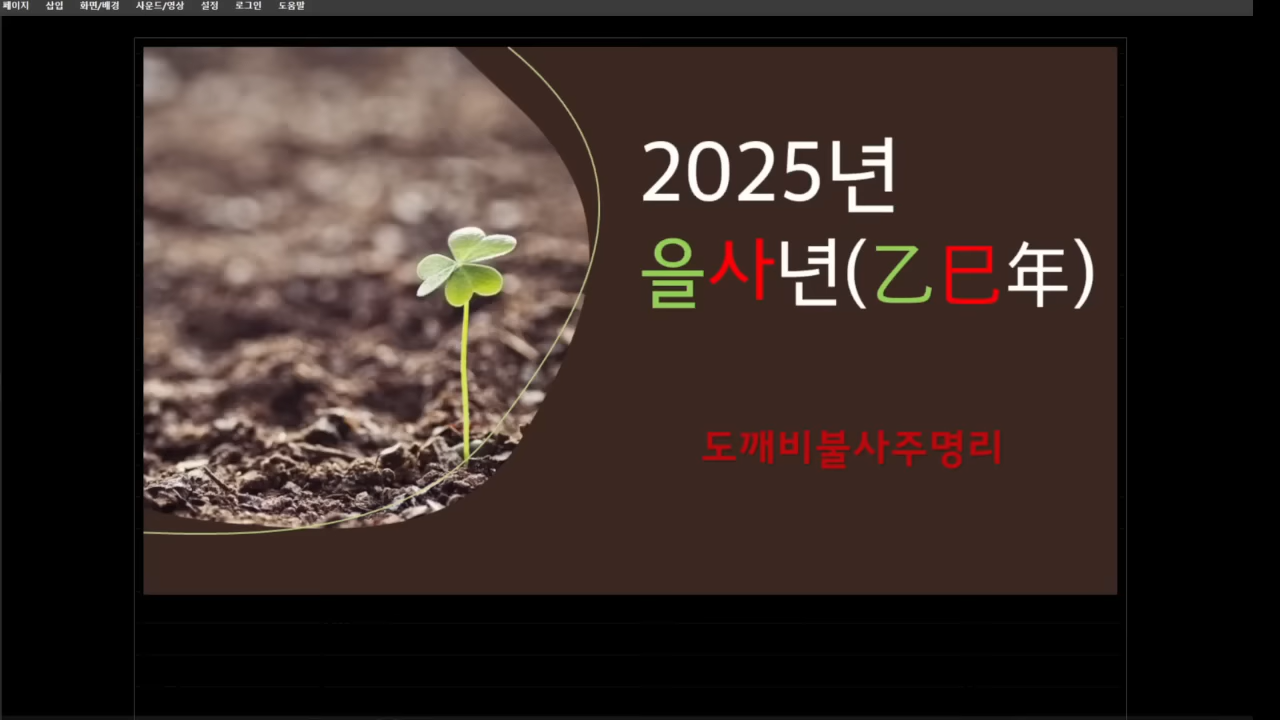 페이지 삽입 화면/배경 사운드/영상 설정 로그인 도움말
2025년
을사년(乙巳年)
도깨비불사주명리